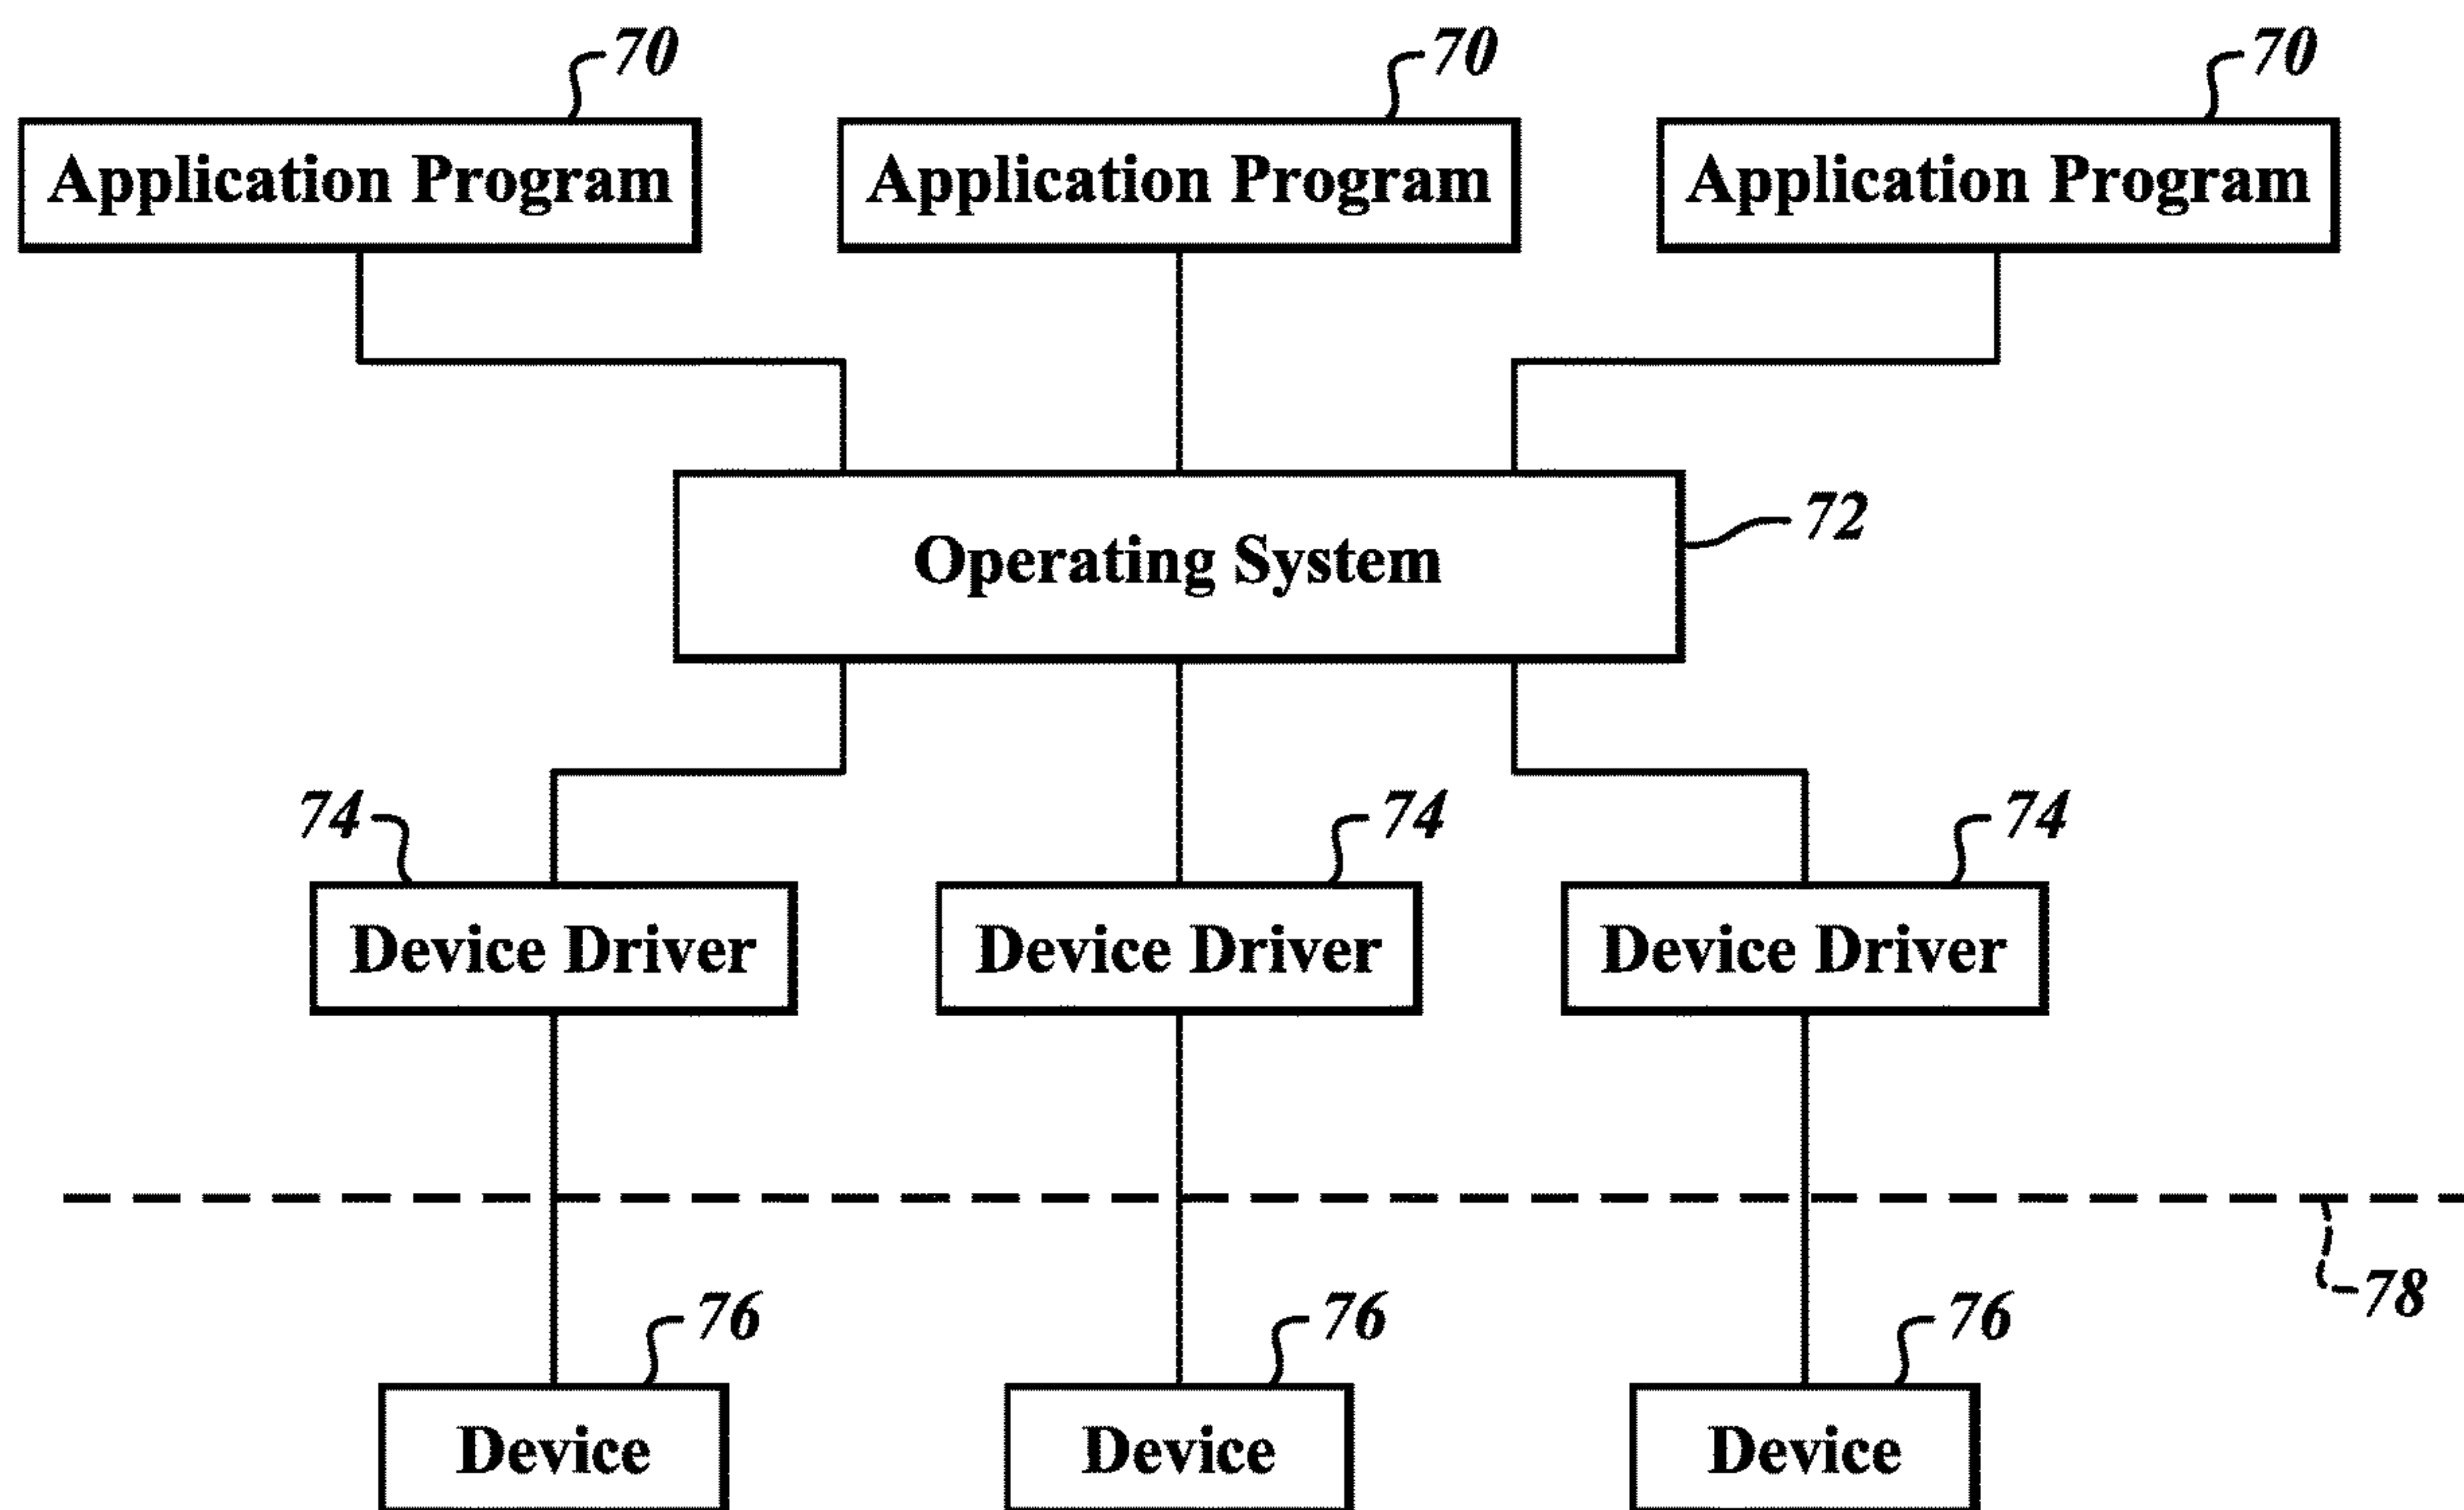 70 70 70
Application Program Application Program Application Program
Operating System 72
74 74 74
Device Driver Device Driver Device Driver
78
76 76 76
Device Device Device